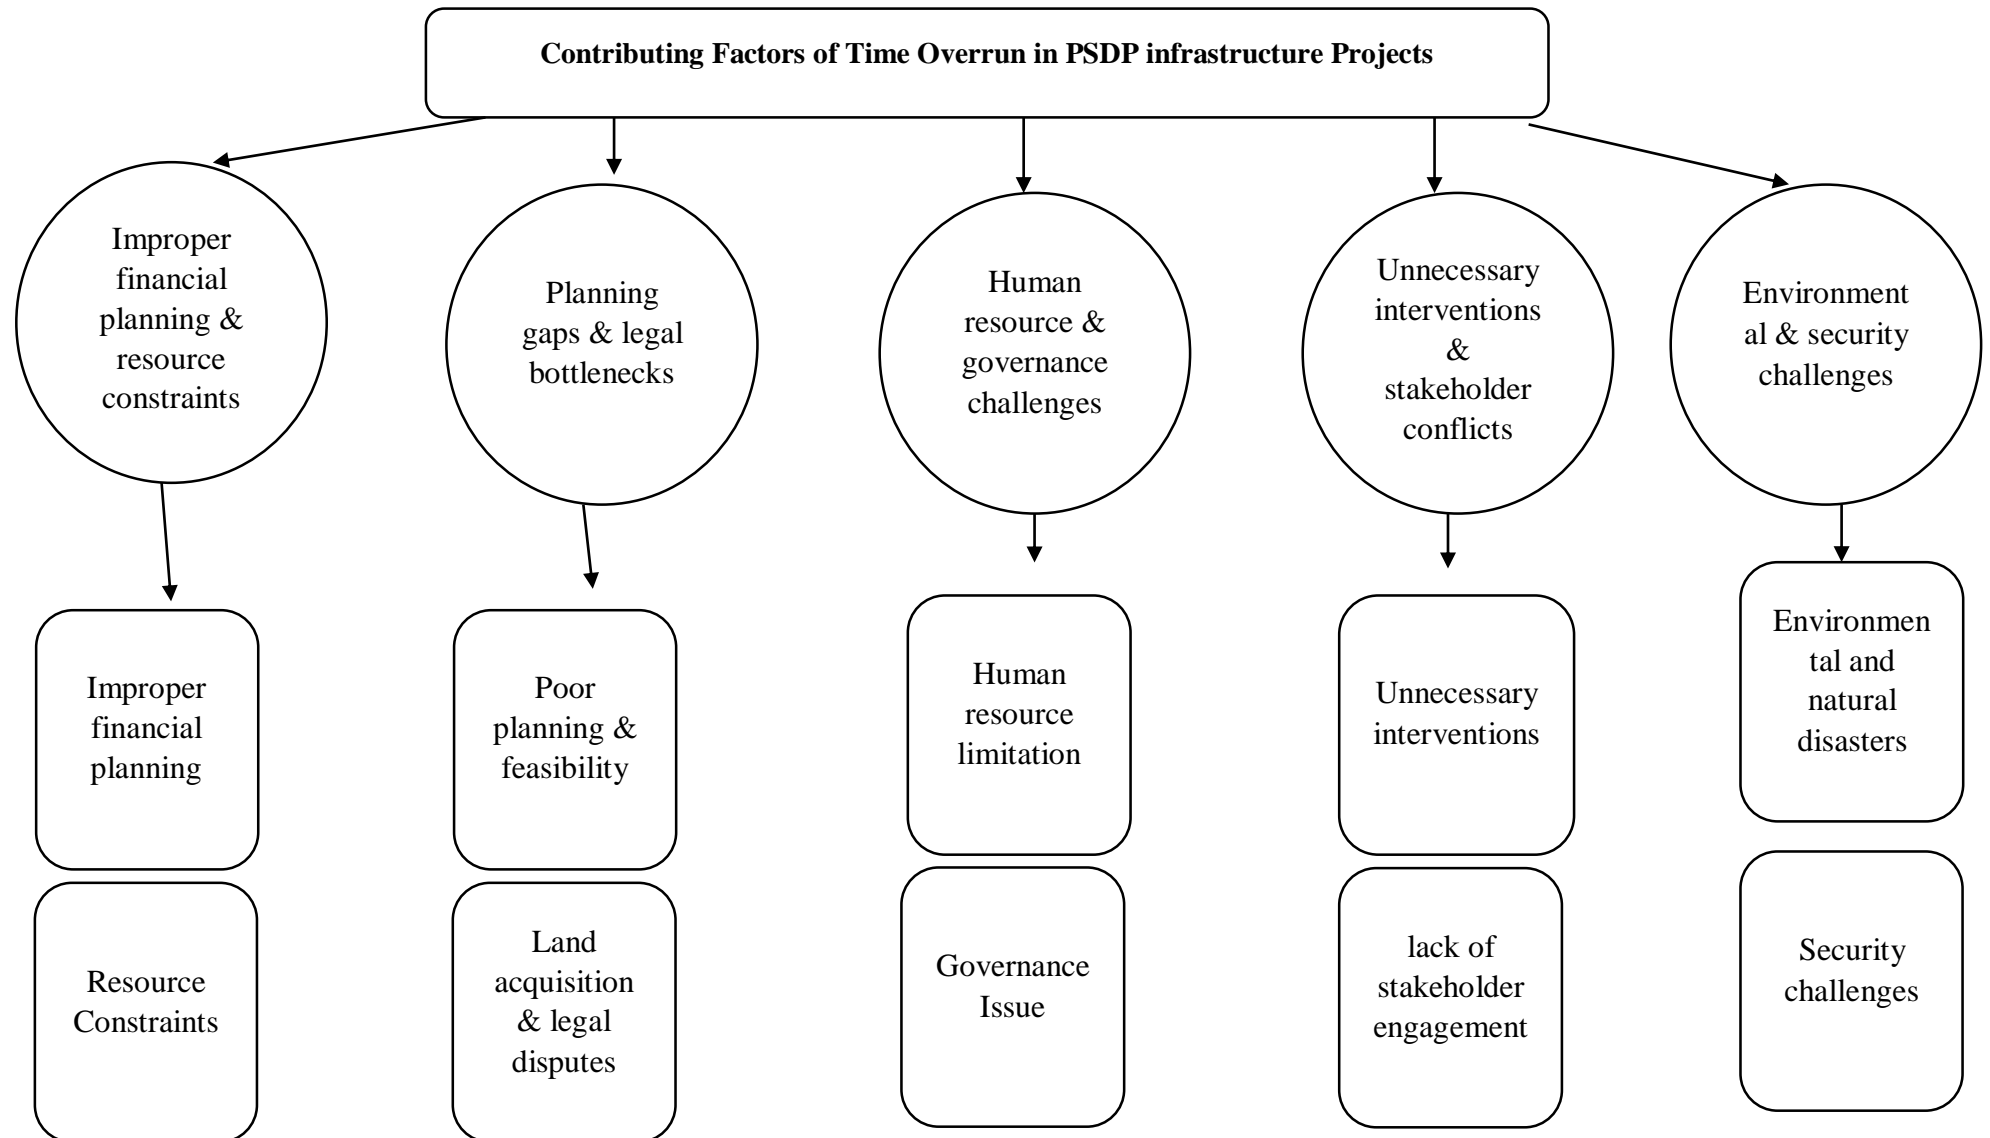 Contributing Factors of Time Overrun in PSDP infrastructure Projects
Improper
financial
planning &
resource
constraints
Planning
gaps & legal
bottlenecks
Human
resource &
governance
challenges
Unnecessary
interventions
&
stakeholder
conflicts
Environment
al & security
challenges
Improper
financial
planning
Poor
planning &
feasibility
Human
resource
limitation
Unnecessary
interventions
Environmen
tal and
natural
disasters
Resource
Constraints
Land
acquisition
& legal
disputes
Governance
Issue
lack of
stakeholder
engagement
Security
challenges